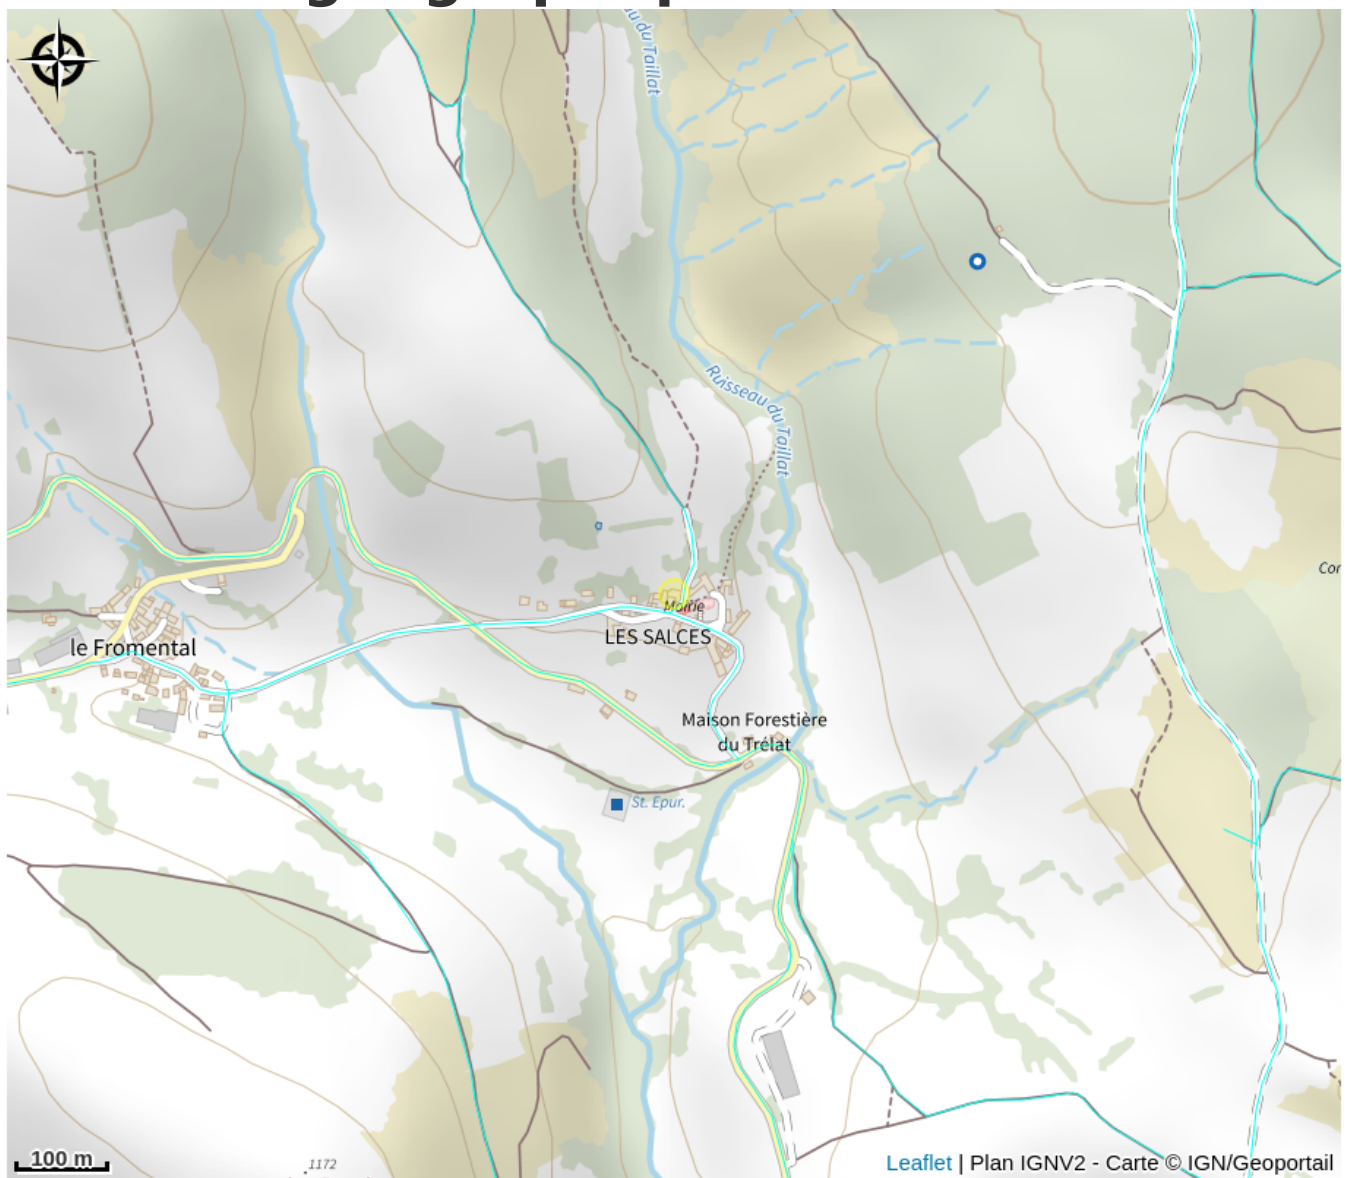 du Taillat
Ruisseau du Taillat
Mairie
LES SALCES
le Fromental
Maison Forestière
du Trélat
St. Epur.
1172
100 m
Leaflet | Plan IGNV2 - Carte © IGN/Geoportail